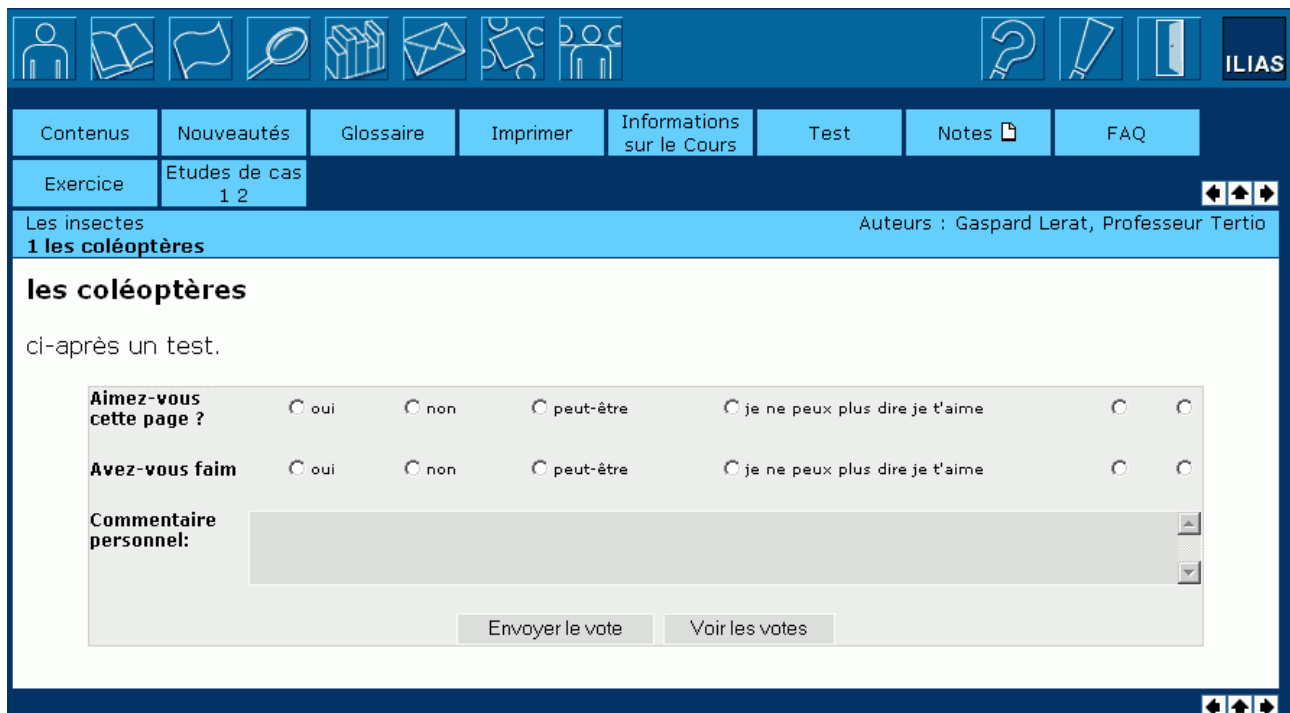 ILIAS
Contenus
Nouveautés
Glossaire
Imprimer
Informations
sur le Cours
Test
Notes
FAQ
Exercice
Etudes de cas
1 2
Les insectes
Auteurs : Gaspard Lerat, Professeur Tertio
1 les coléoptères
les coléoptères
ci-après un test.
Aimez-vous
cette page ?
oui non peut-être je ne peux plus dire je t'aime
Avez-vous faim oui non peut-être je ne peux plus dire je t'aime
Commentaire
personnel:
Envoyer le vote
Voir les votes